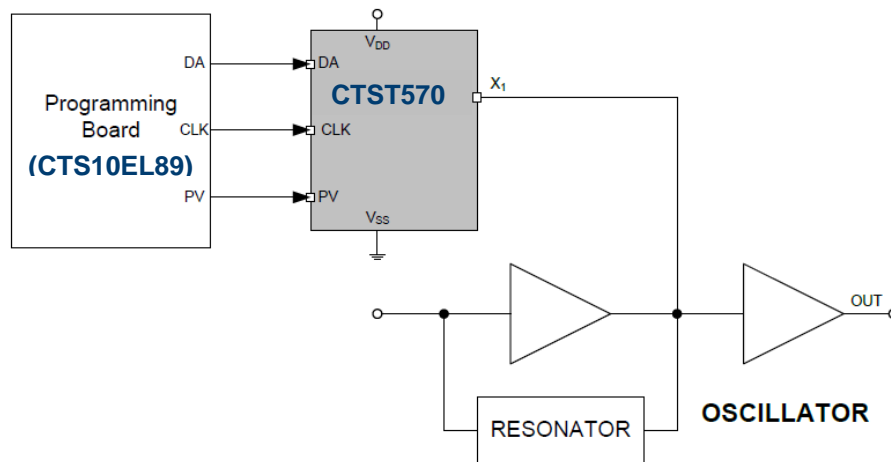 VDD
DA
DA
CTST570
X1
Programming
Board
CLK
CLK
(CTS10EL89)
PV
PV
VSS
OUT
OSCILLATOR
RESONATOR